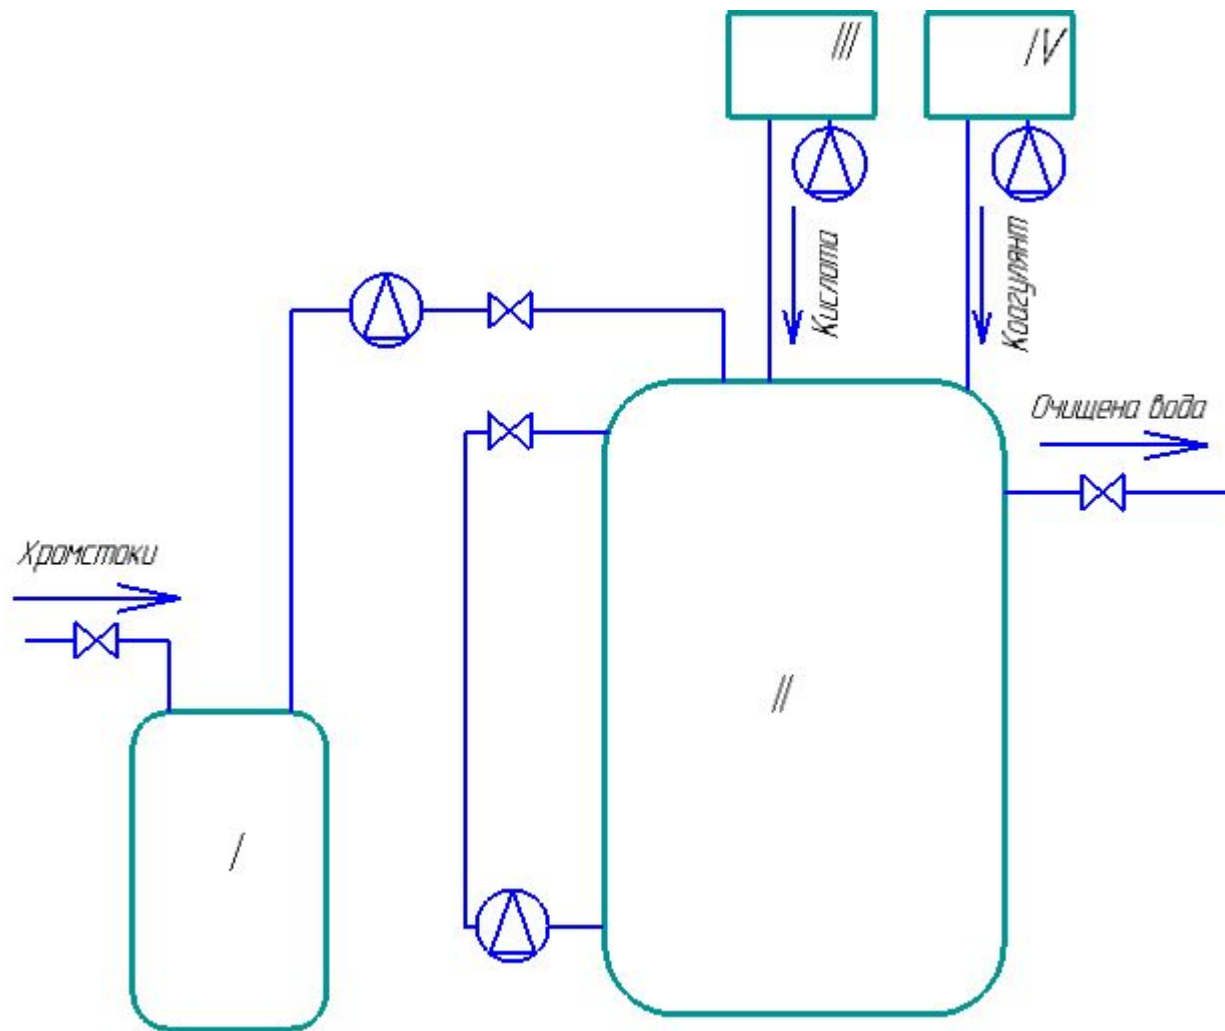 III
IV
Кислота
Коагулянт
Очищена вода
Хромстоки
II
I